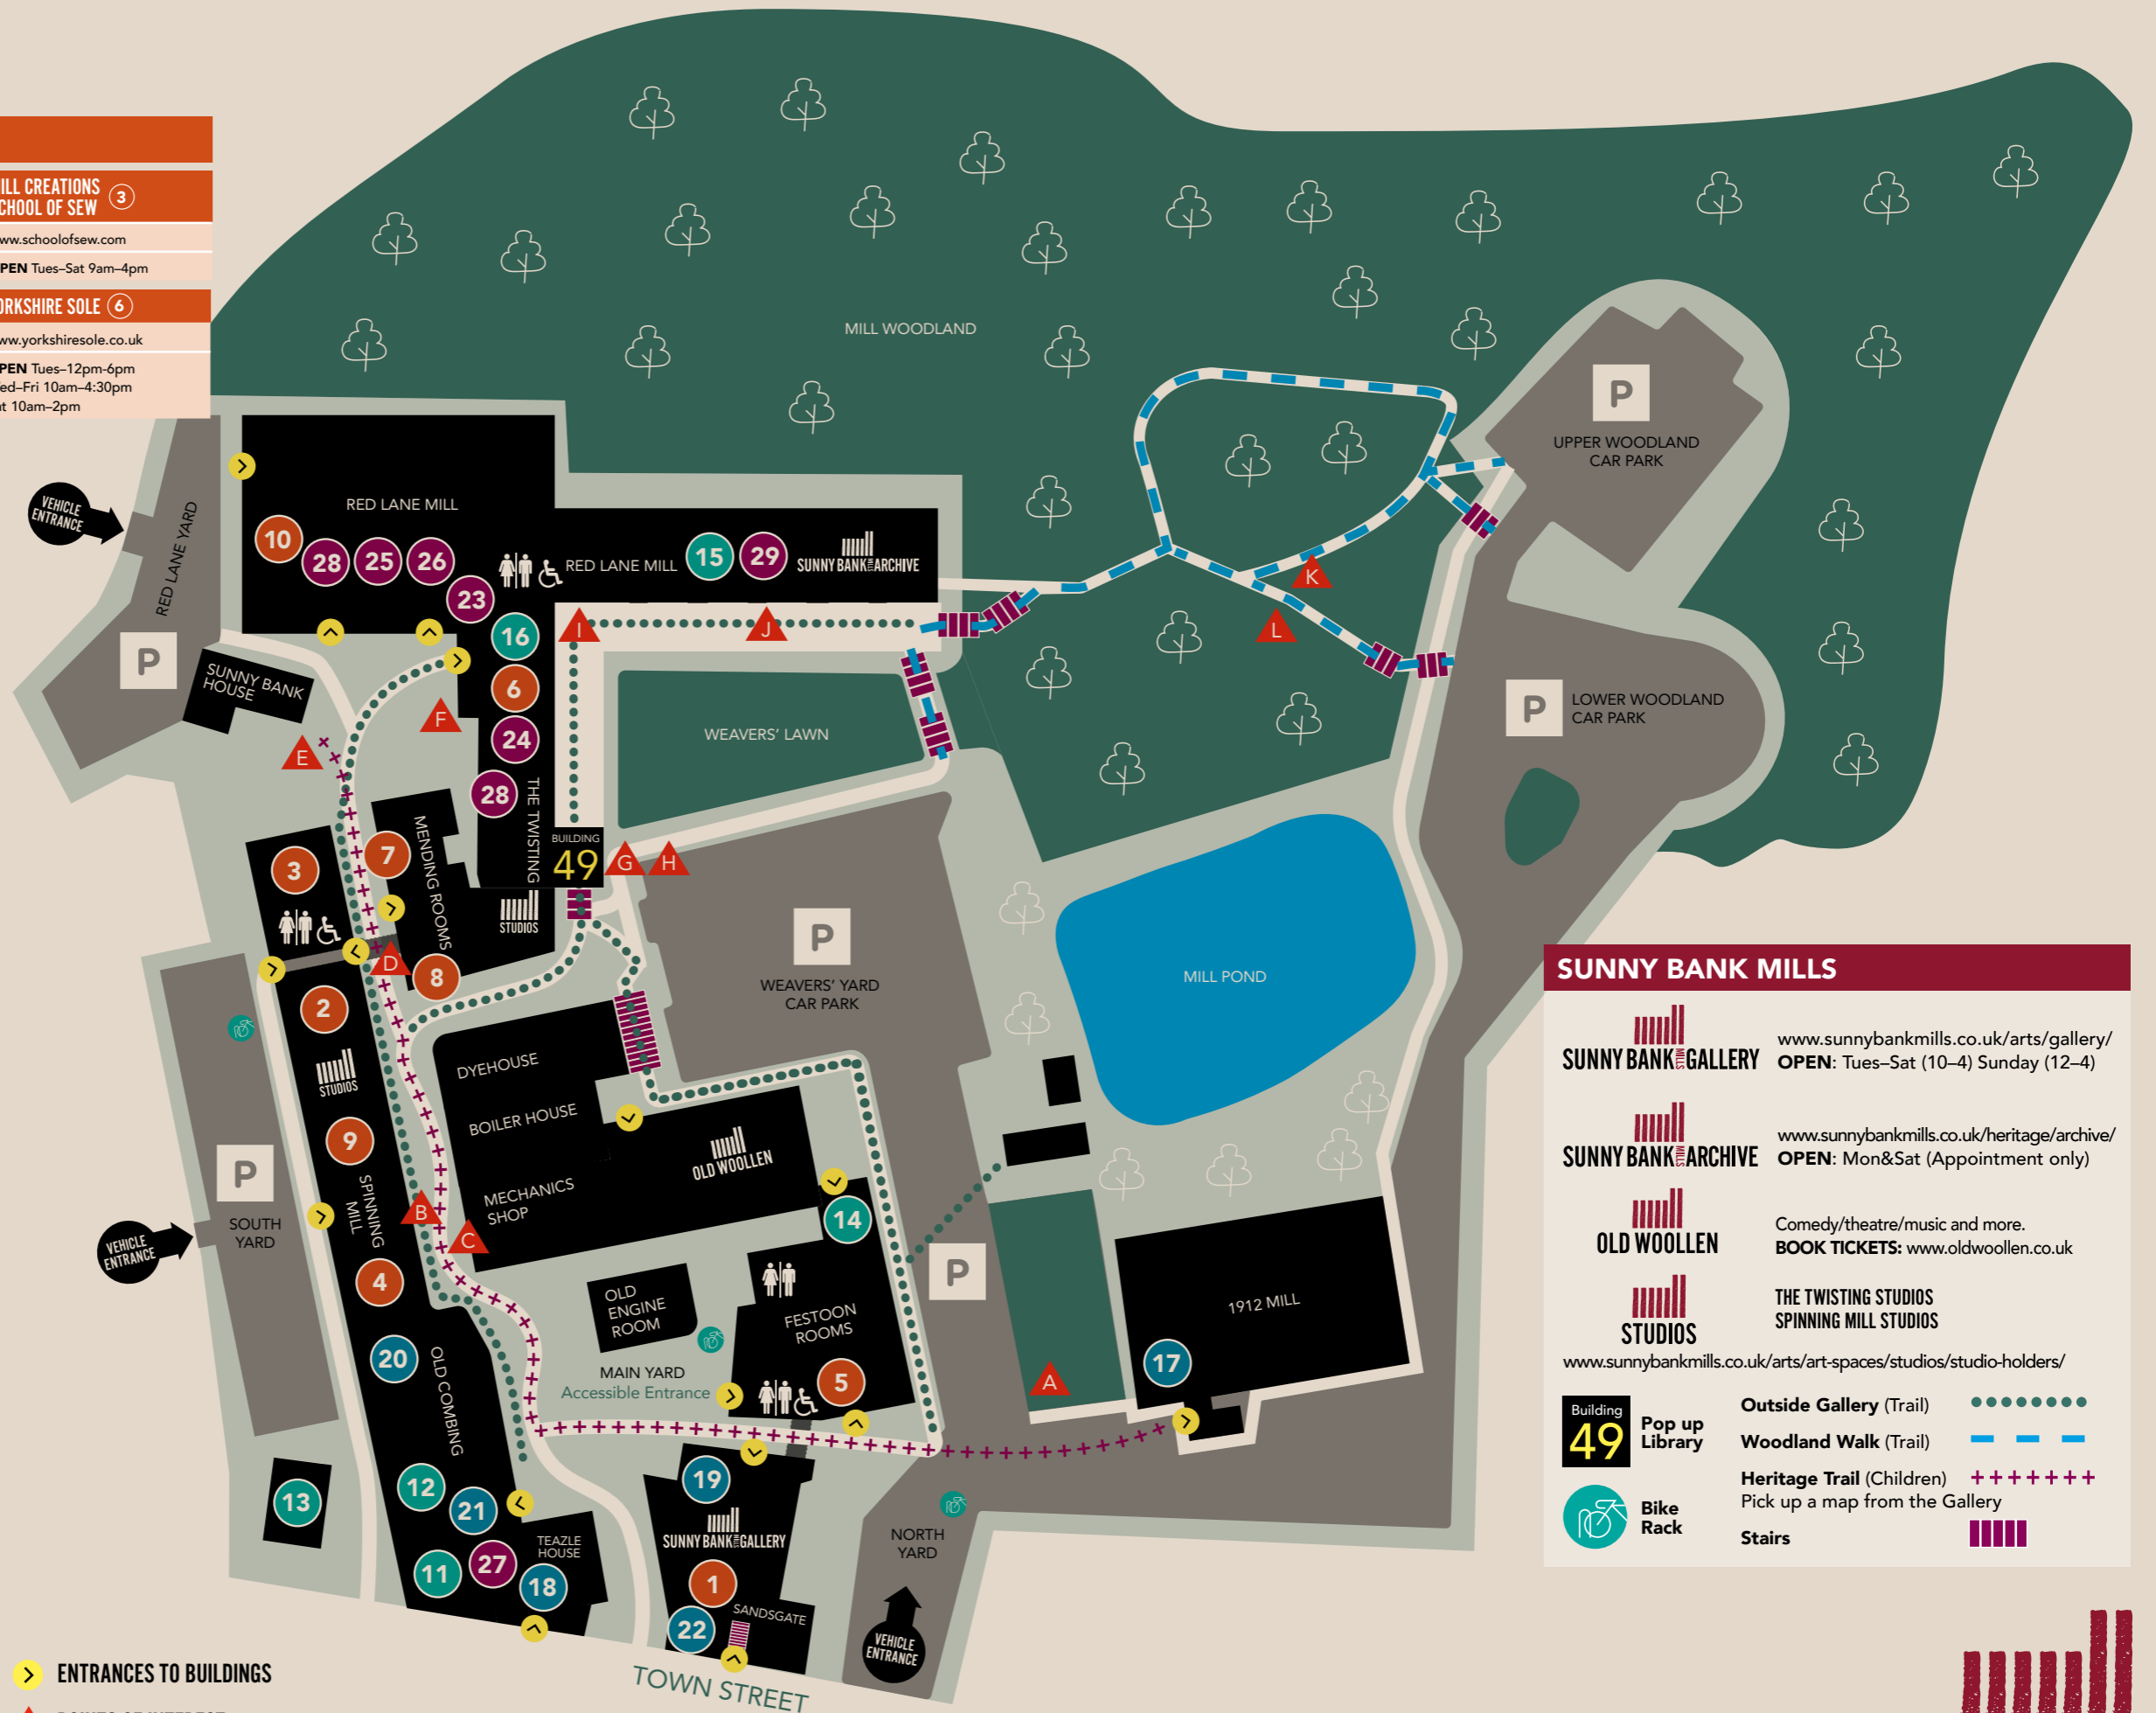 ILL CREATIONS
CHOOL OF SEW 3
ww.schoolofsew.com
PEN Tues–Sat 9am–4pm
ORKSHIRE SOLE 6
ww.yorkshiresole.co.uk
PEN Tues–12pm-6pm
ed–Fri 10am–4:30pm
t 10am–2pm
MILL WOODLAND
P
UPPER WOODLAND
CAR PARK
VEHICLE
ENTRANCE
RED LANE YARD
P
RED LANE MILL
10
28
25
26
23
RED LANE MILL
15
29
SUNNY BANK MILLS ARCHIVE
K
L
I
J
16
6
24
28
THE TWISTING
BUILDING
49
STUDIOS
SUNNY BANK
HOUSE
F
E
WEAVERS' LAWN
P
LOWER WOODLAND
CAR PARK
G
H
3
7
MENDING ROOMS
8
D
2
STUDIOS
9
SPINNING
MILL
4
P
WEAVERS' YARD
CAR PARK
MILL POND
DYEHOUSE
BOILER HOUSE
MECHANICS
SHOP
OLD WOOLLEN
P
SOUTH
YARD
VEHICLE
ENTRANCE
B
C
14
OLD
ENGINE
ROOM
FESTOON
ROOMS
5
MAIN YARD
Accessible Entrance
P
A
1912 MILL
17
20
OLD COMBING
12
21
11
27
18
TEAZLE
HOUSE
13
19
SUNNY BANK MILLS GALLERY
1
22
SANDSGATE
NORTH
YARD
VEHICLE
ENTRANCE
TOWN STREET
SUNNY BANK MILLS
SUNNY BANK MILLS GALLERY
www.sunnybankmills.co.uk/arts/gallery/
OPEN: Tues–Sat (10–4) Sunday (12–4)
SUNNY BANK MILLS ARCHIVE
www.sunnybankmills.co.uk/heritage/archive/
OPEN: Mon&Sat (Appointment only)
OLD WOOLLEN
Comedy/theatre/music and more.
BOOK TICKETS: www.oldwoollen.co.uk
STUDIOS
THE TWISTING STUDIOS
SPINNING MILL STUDIOS
www.sunnybankmills.co.uk/arts/art-spaces/studios/studio-holders/
Building
49
Pop up
Library
Bike
Rack
Outside Gallery (Trail)
Woodland Walk (Trail)
Heritage Trail (Children)
Pick up a map from the Gallery
Stairs
ENTRANCES TO BUILDINGS